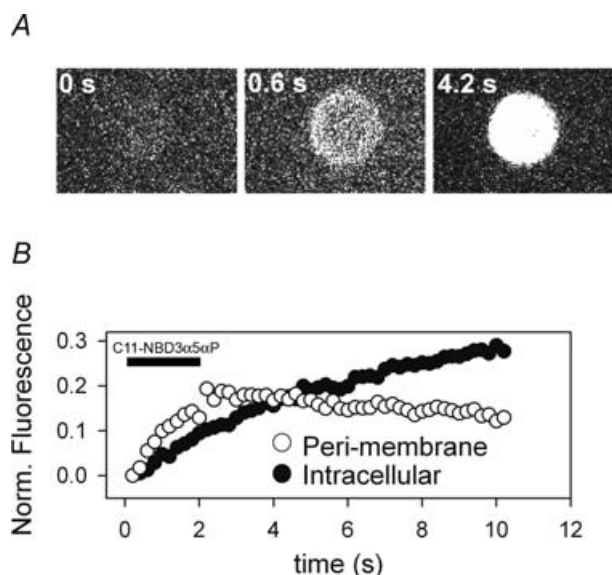 A
0 s
0.6 s
4.2 s
B
C11-NBD3α5αP
Norm. Fluorescence
0.3
0.2
0.1
0.0
Peri-membrane
Intracellular
0 2 4 6 8 10 12
time (s)